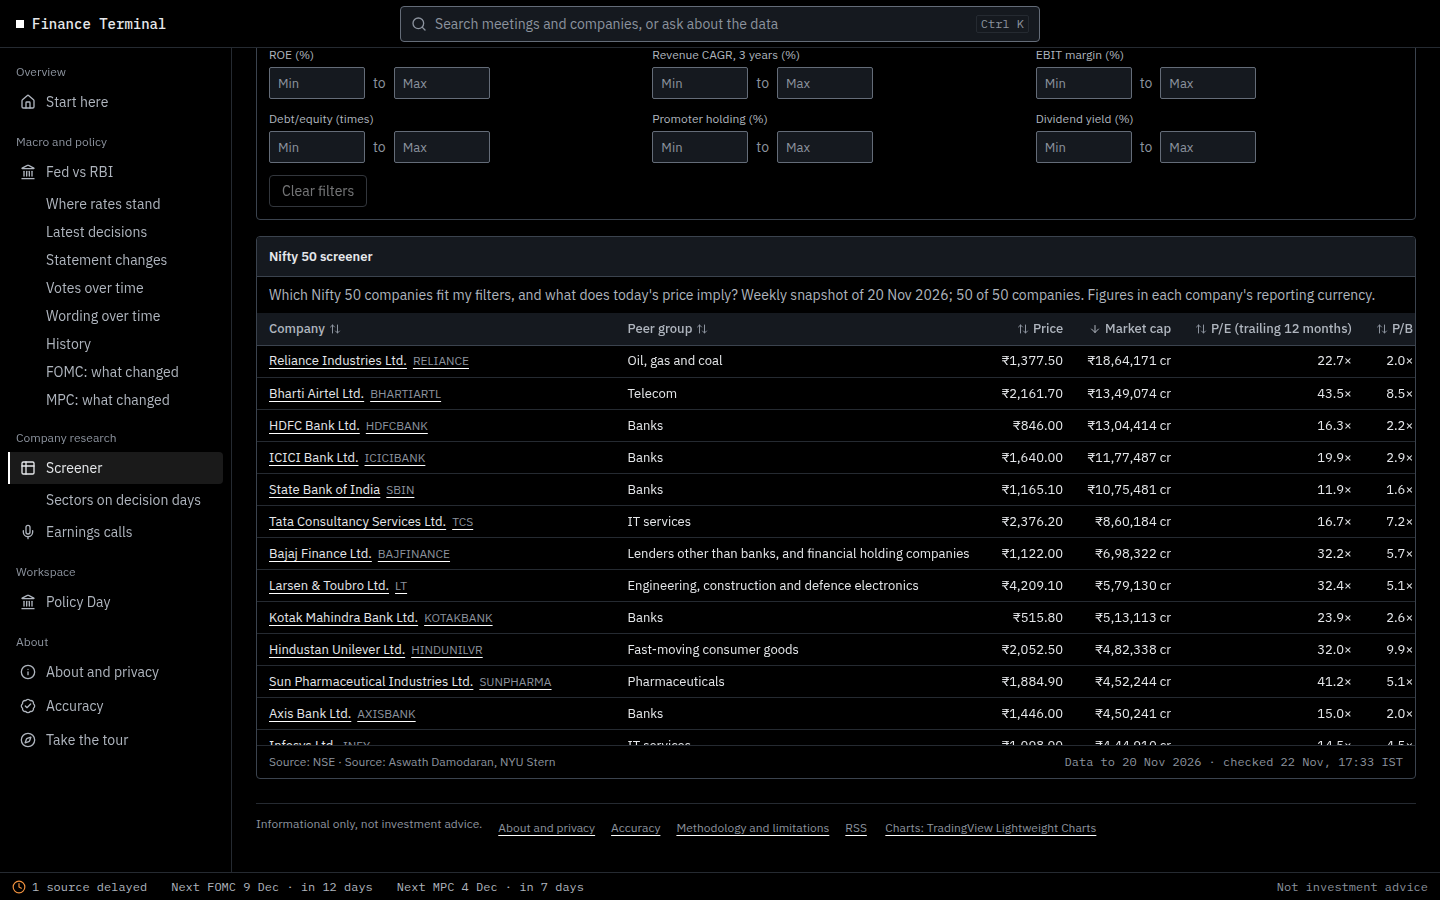 Finance Terminal
Search meetings and companies, or ask about the data
Ctrl K
Overview
Start here
Macro and policy
Fed vs RBI
Where rates stand
Latest decisions
Statement changes
Votes over time
Wording over time
History
FOMC: what changed
MPC: what changed
Company research
Screener
Sectors on decision days
Earnings calls
Workspace
Policy Day
About
About and privacy
Accuracy
Take the tour
ROE (%) Revenue CAGR, 3 years (%) EBIT margin (%)
Min to Max Min to Max Min to Max
Debt/equity (times) Promoter holding (%) Dividend yield (%)
Min to Max Min to Max Min to Max
Clear filters
Nifty 50 screener
Which Nifty 50 companies fit my filters, and what does today's price imply? Weekly snapshot of 20 Nov 2026; 50 of 50 companies. Figures in each company's reporting currency.
Company ↑↓ Peer group ↑↓ ↑↓ Price ↓ Market cap ↑↓ P/E (trailing 12 months) ↑↓ P/B
Reliance Industries Ltd. RELIANCE Oil, gas and coal ₹1,377.50 ₹18,64,171 cr 22.7× 2.0×
Bharti Airtel Ltd. BHARTIARTL Telecom ₹2,161.70 ₹13,49,074 cr 43.5× 8.5×
HDFC Bank Ltd. HDFCBANK Banks ₹846.00 ₹13,04,414 cr 16.3× 2.2×
ICICI Bank Ltd. ICICIBANK Banks ₹1,640.00 ₹11,77,487 cr 19.9× 2.9×
State Bank of India SBIN Banks ₹1,165.10 ₹10,75,481 cr 11.9× 1.6×
Tata Consultancy Services Ltd. TCS IT services ₹2,376.20 ₹8,60,184 cr 16.7× 7.2×
Bajaj Finance Ltd. BAJFINANCE Lenders other than banks, and financial holding companies ₹1,122.00 ₹6,98,322 cr 32.2× 5.7×
Larsen & Toubro Ltd. LT Engineering, construction and defence electronics ₹4,209.10 ₹5,79,130 cr 32.4× 5.1×
Kotak Mahindra Bank Ltd. KOTAKBANK Banks ₹515.80 ₹5,13,113 cr 23.9× 2.6×
Hindustan Unilever Ltd. HINDUNILVR Fast-moving consumer goods ₹2,052.50 ₹4,82,338 cr 32.0× 9.9×
Sun Pharmaceutical Industries Ltd. SUNPHARMA Pharmaceuticals ₹1,884.90 ₹4,52,244 cr 41.2× 5.1×
Axis Bank Ltd. AXISBANK Banks ₹1,446.00 ₹4,50,241 cr 15.0× 2.0×
Infosys Ltd. INFY IT services
Source: NSE · Source: Aswath Damodaran, NYU Stern
Data to 20 Nov 2026 · checked 22 Nov, 17:33 IST
Informational only, not investment advice. About and privacy Accuracy Methodology and limitations RSS Charts: TradingView Lightweight Charts
1 source delayed Next FOMC 9 Dec · in 12 days Next MPC 4 Dec · in 7 days
Not investment advice